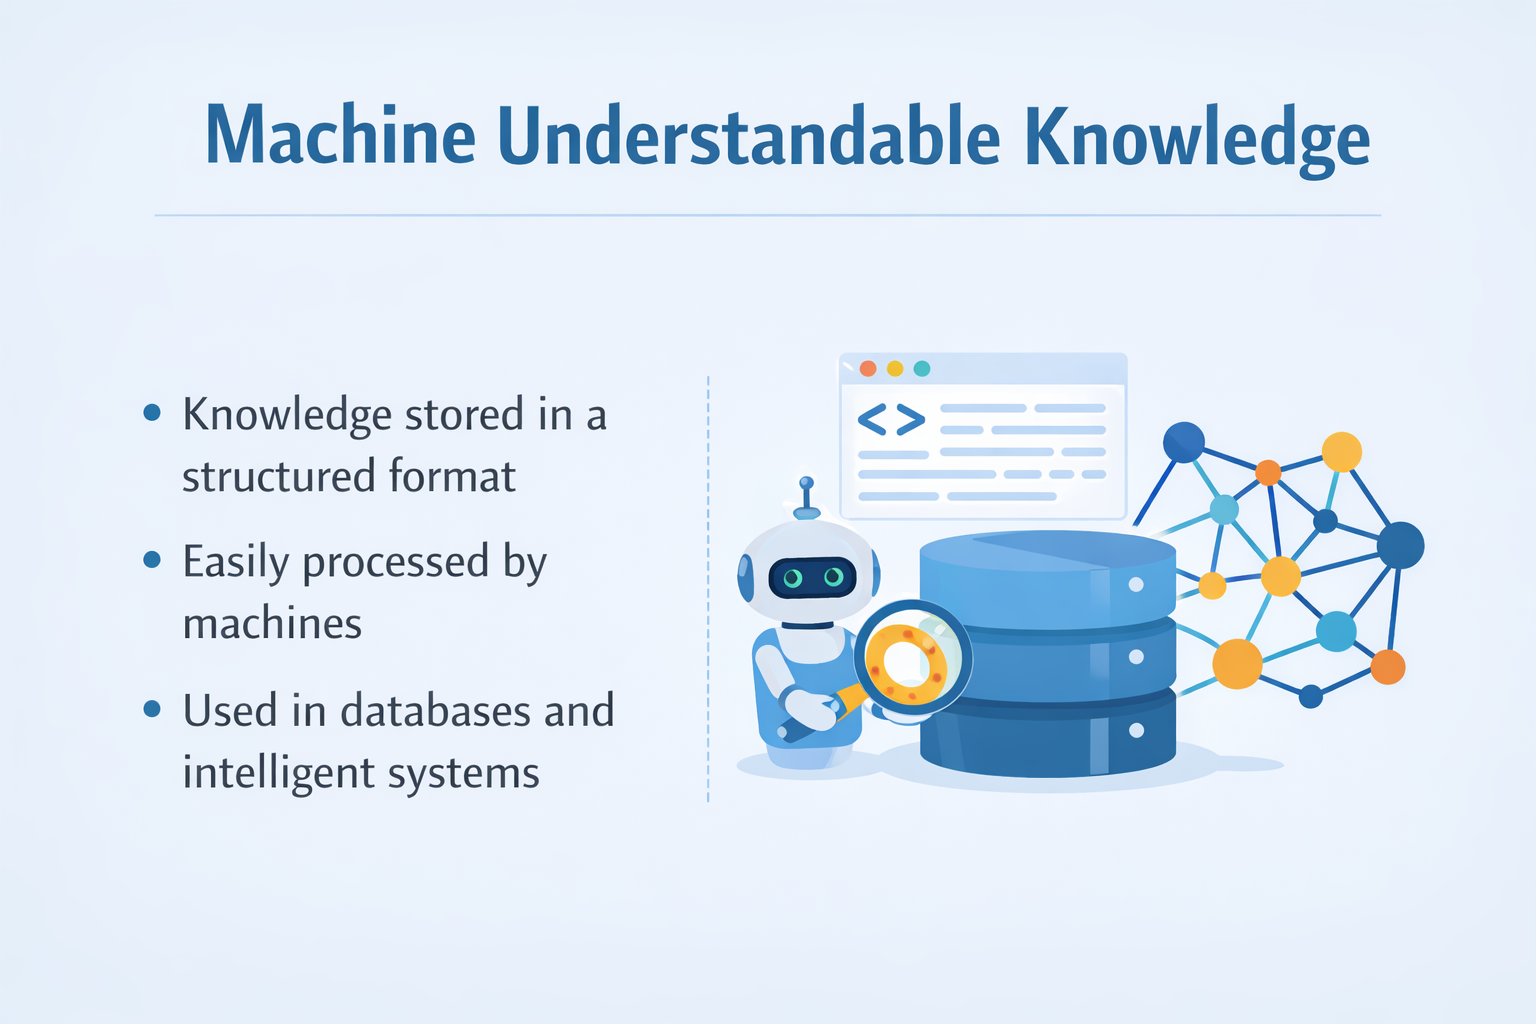 Machine Understandable Knowledge
• Knowledge stored in a
structured format
• Easily processed by
machines
• Used in databases and
intelligent systems
< >